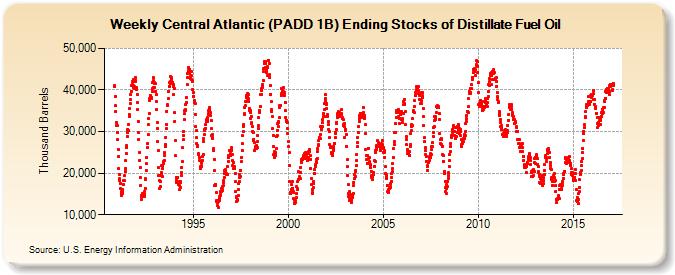 Weekly Central Atlantic (PADD 1B) Ending Stocks of Distillate Fuel Oil
Thousand Barrels
50,000
40,000
30,000
20,000
10,000
1995 2000 2005 2010 2015
Source: U.S. Energy Information Administration